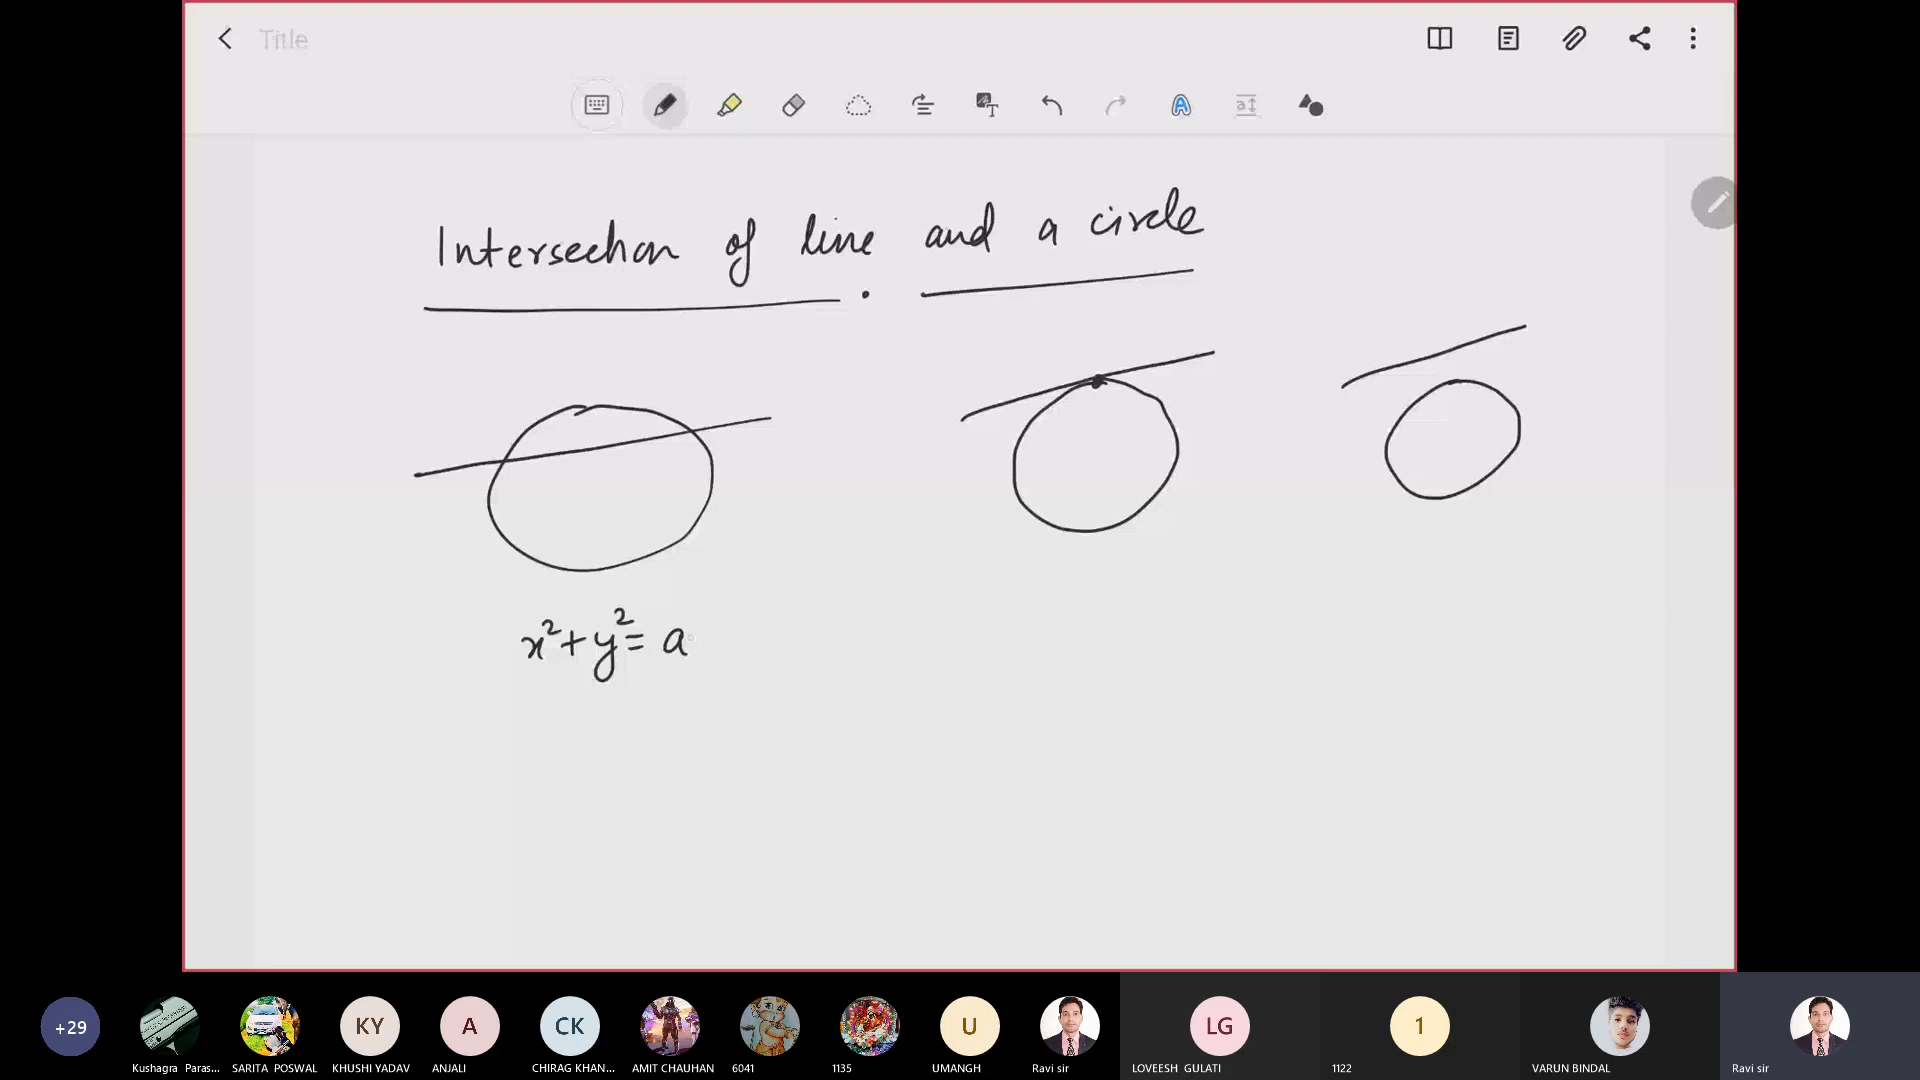 Title
Intersection of line and a circle
x²+y²= a
+29
Kushagra Paras...
SARITA POSWAL
KHUSHI YADAV
ANJALI
CHIRAG KHAN...
AMIT CHAUHAN
6041
1135
UMANGH
Ravi sir
LOVEESH GULATI
1122
VARUN BINDAL
Ravi sir
KY
A
CK
U
LG
1